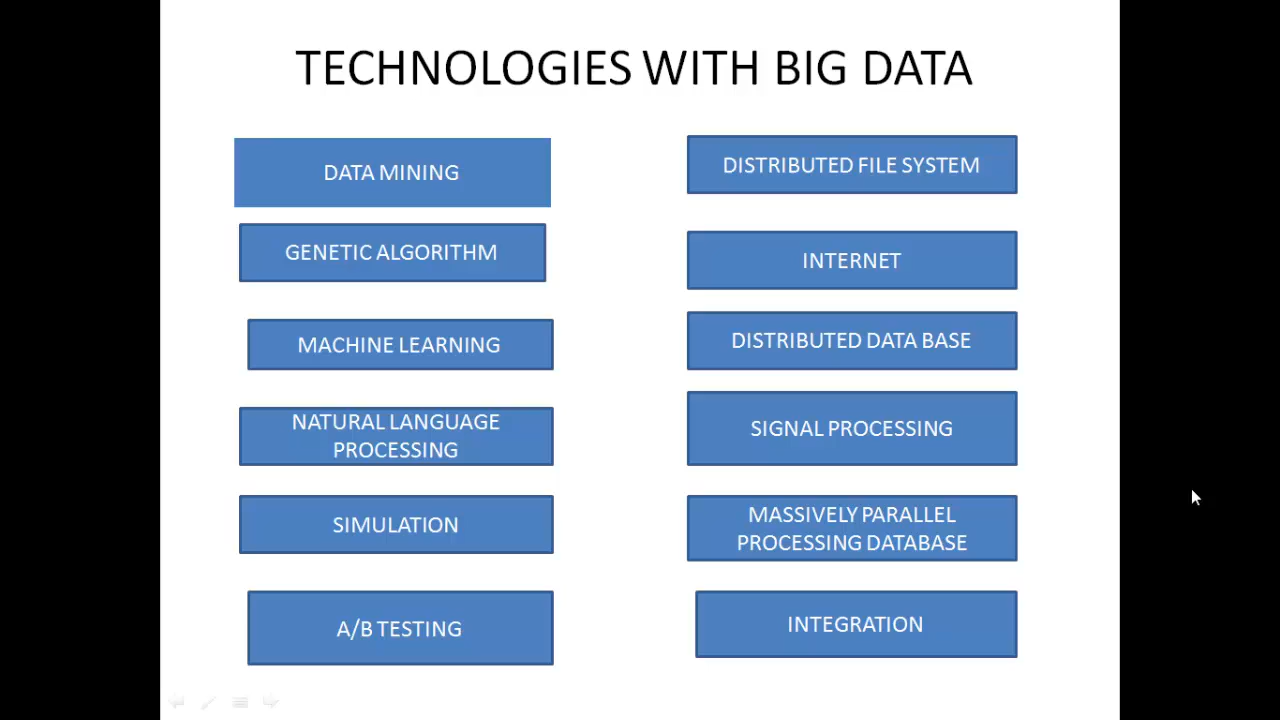 TECHNOLOGIES WITH BIG DATA
DATA MINING
GENETIC ALGORITHM
MACHINE LEARNING
NATURAL LANGUAGE
PROCESSING
SIMULATION
A/B TESTING
DISTRIBUTED FILE SYSTEM
INTERNET
DISTRIBUTED DATA BASE
SIGNAL PROCESSING
MASSIVELY PARALLEL
PROCESSING DATABASE
INTEGRATION